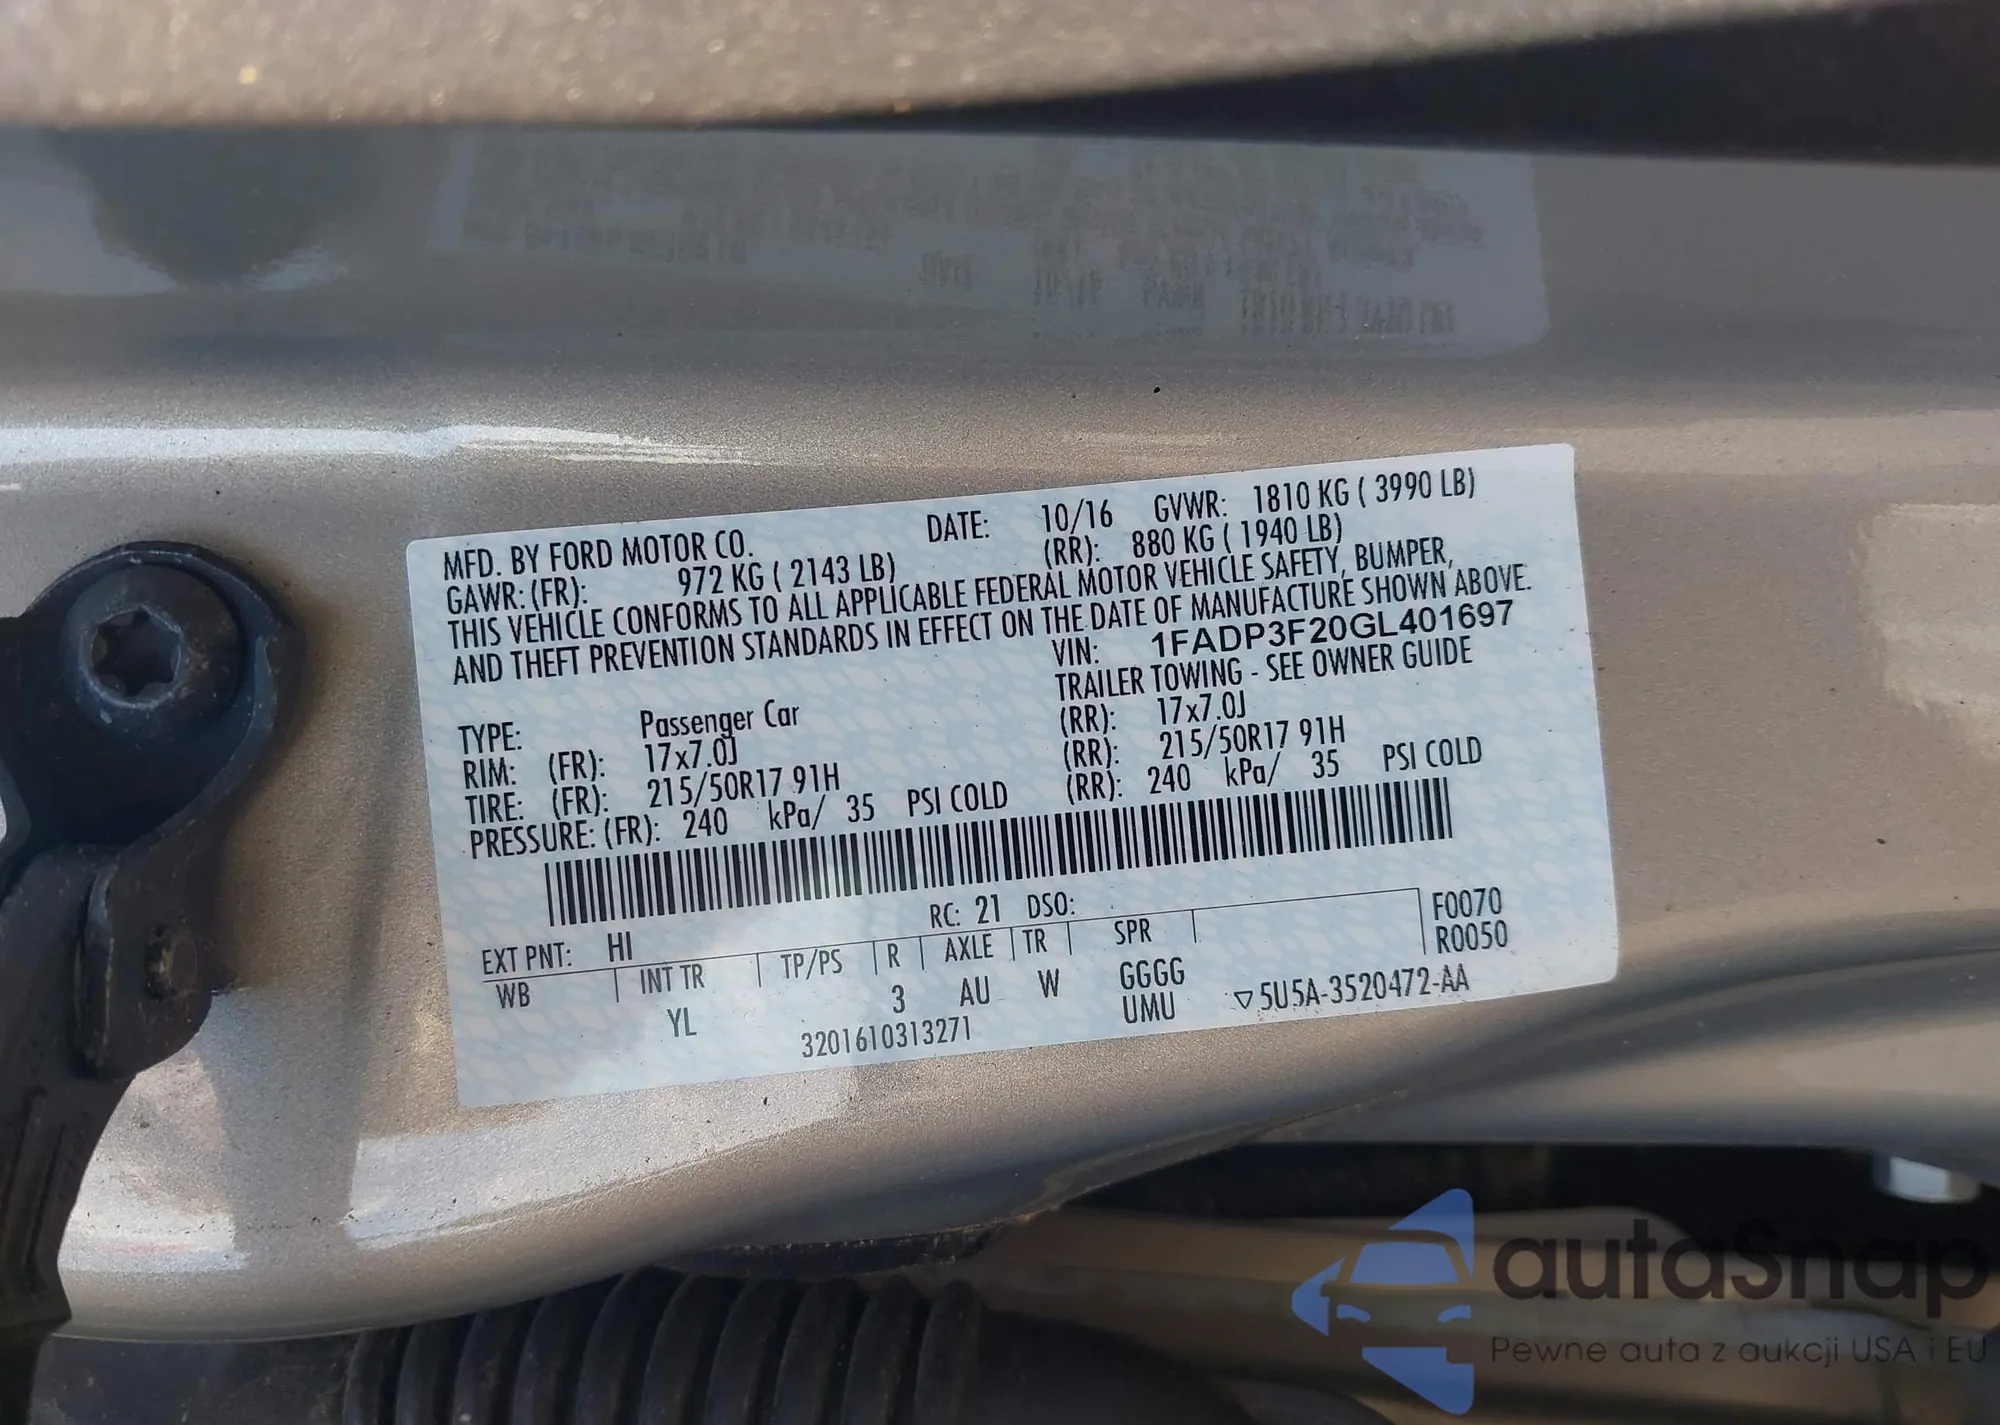 MFD. BY FORD MOTOR CO. DATE: 10/16 GVWR: 1810 KG ( 3990 LB)
GAWR: (FR): 972 KG ( 2143 LB) (RR): 880 KG ( 1940 LB)
THIS VEHICLE CONFORMS TO ALL APPLICABLE FEDERAL MOTOR VEHICLE SAFETY, BUMPER,
AND THEFT PREVENTION STANDARDS IN EFFECT ON THE DATE OF MANUFACTURE SHOWN ABOVE.
VIN: 1FADP3F20GL401697
TRAILER TOWING - SEE OWNER GUIDE
TYPE: Passenger Car
RIM: (FR): 17x7.0J (RR): 17x7.0J
TIRE: (FR): 215/50R17 91H (RR): 215/50R17 91H
PRESSURE: (FR): 240 kPa/ 35 PSI COLD (RR): 240 kPa/ 35 PSI COLD
RC: 21 DSO:
EXT PNT: HI F0070
WB INT TR TP/PS R AXLE TR SPR R0050
YL 3 AU W GGGG
3201610313271 UMU ▽5U5A-3520472-AA
autaSnap
Pewne auta z aukcji USA i EU